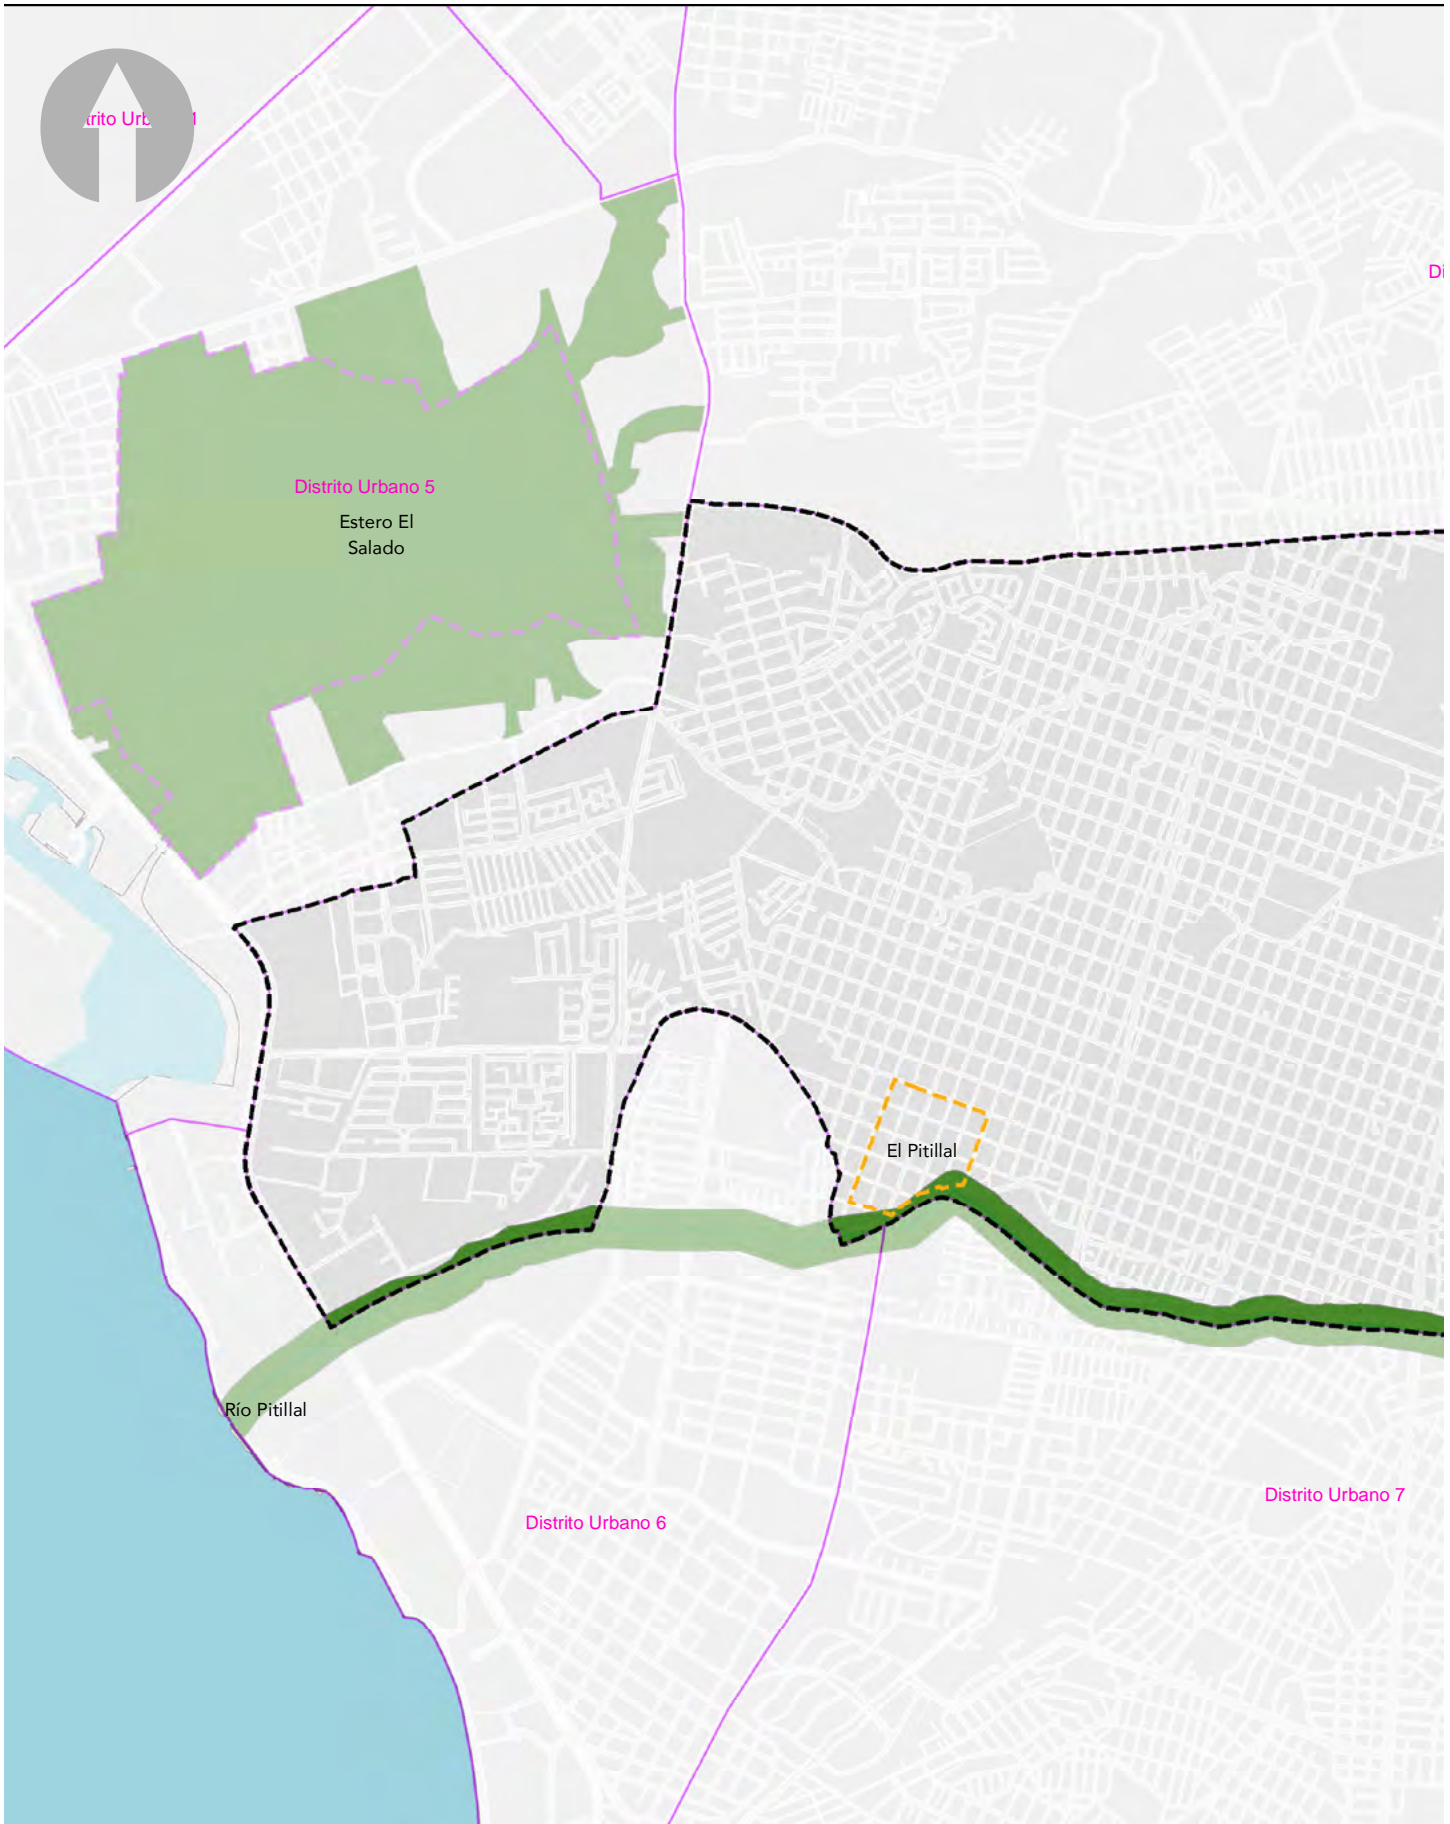 Distrito Urbano 5
Estero El
Salado
El Pitillal
Río Pitillal
Distrito Urbano 7
Distrito Urbano 6